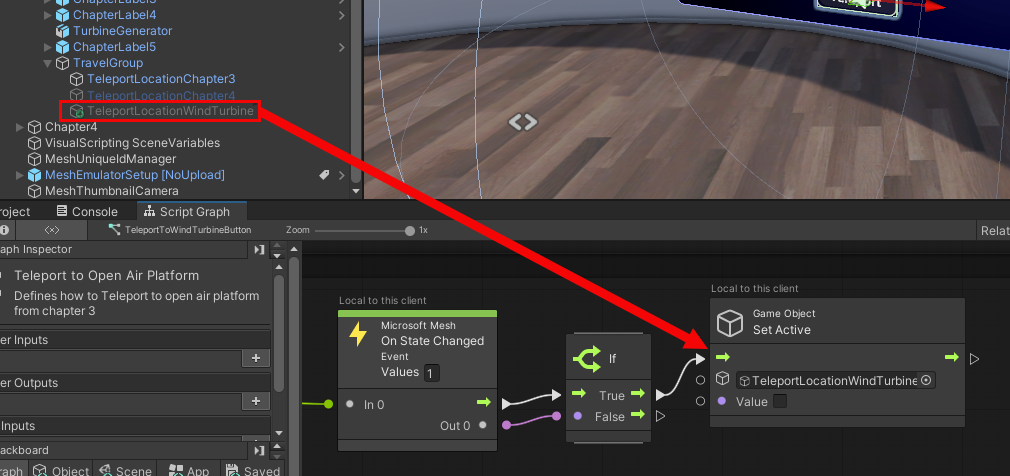 ChapterLabel3
ChapterLabel4
TurbineGenerator
ChapterLabel5
TravelGroup
TeleportLocationChapter3
TeleportLocationChapter4
TeleportLocationWindTurbine
Chapter4
VisualScripting SceneVariables
MeshUniqueIdManager
MeshEmulatorSetup [NoUpload]
MeshThumbnailCamera
roject
Console
Script Graph
TeleportToWindTurbineButton
Zoom
1x
Relat
aph Inspector
Teleport to Open Air Platform
Defines how to Teleport to open air platform
from chapter 3
er Inputs
er Outputs
Inputs
ackboard
raph
Object
Scene
App
Saved
Local to this client
Microsoft Mesh
On State Changed
Event
Values 1
In 0
Out 0
If
True
False
Local to this client
Game Object
Set Active
TeleportLocationWindTurbine
Value